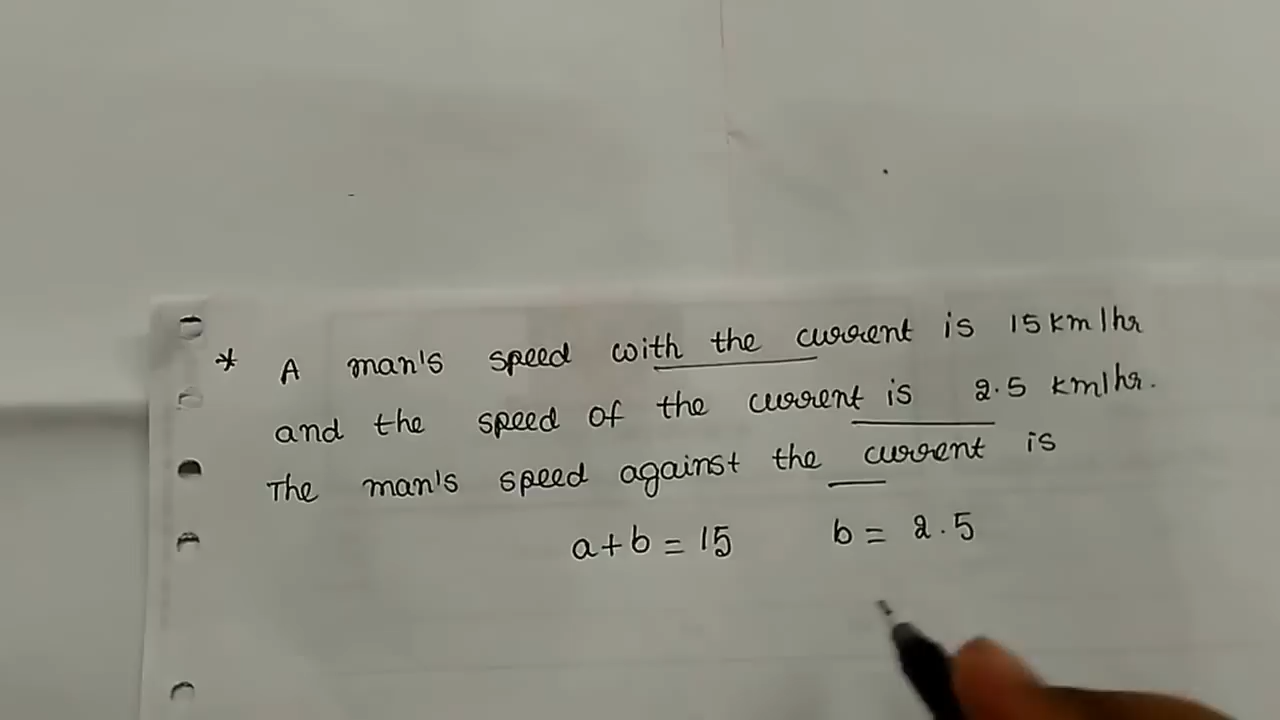 * A man's speed with the current is 15 km/hr
and the speed of the current is 2.5 km/hr.
The man's speed against the current is
a+b = 15 b = 2.5